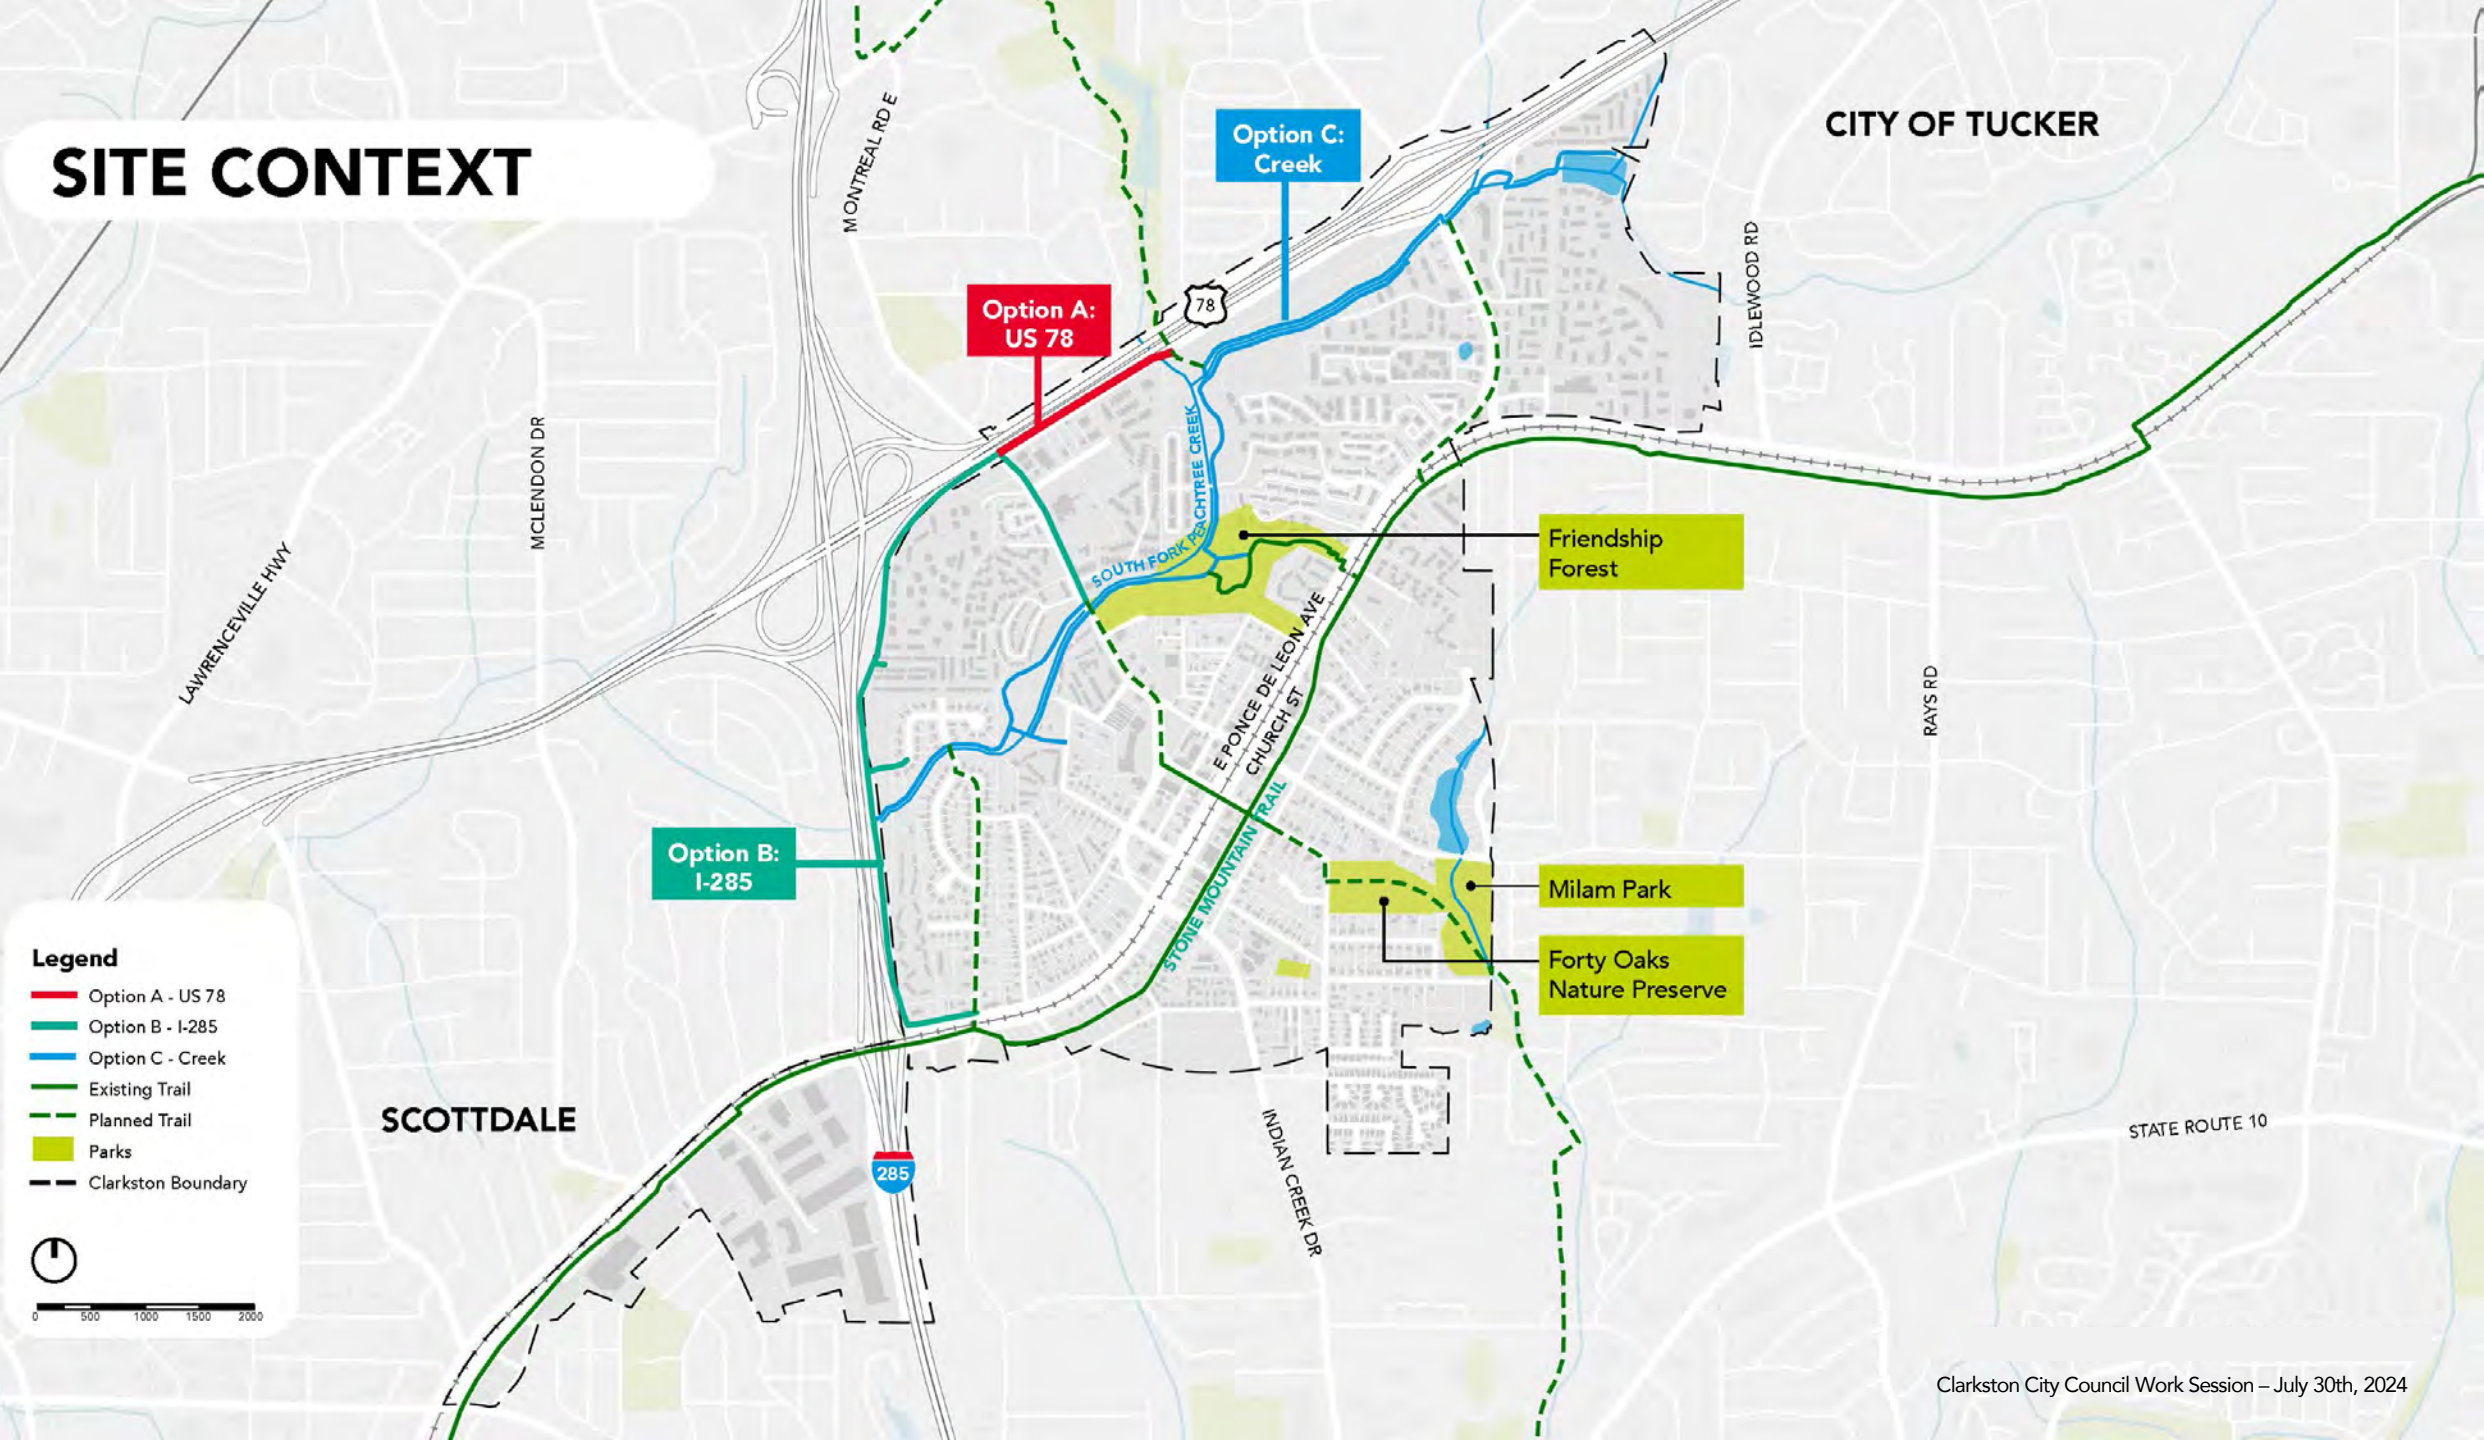 SITE CONTEXT
MONTREAL RD E
Option C:
Creek
CITY OF TUCKER
Option A:
US 78
78
IDLEWOOD RD
MCLENDON DR
LAWRENCEVILLE HWY
SOUTH FORK PEACHTREE CREEK
Friendship
Forest
E PONCE DE LEON AVE
CHURCH ST
RAYS RD
STONE MOUNTAIN TRAIL
Option B:
I-285
Milam Park
Forty Oaks
Nature Preserve
Legend
Option A - US 78
Option B - I-285
Option C - Creek
Existing Trail
Planned Trail
Parks
Clarkston Boundary
0 500 1000 1500 2000
SCOTTDALE
285
INDIAN CREEK DR
STATE ROUTE 10
Clarkston City Council Work Session – July 30th, 2024